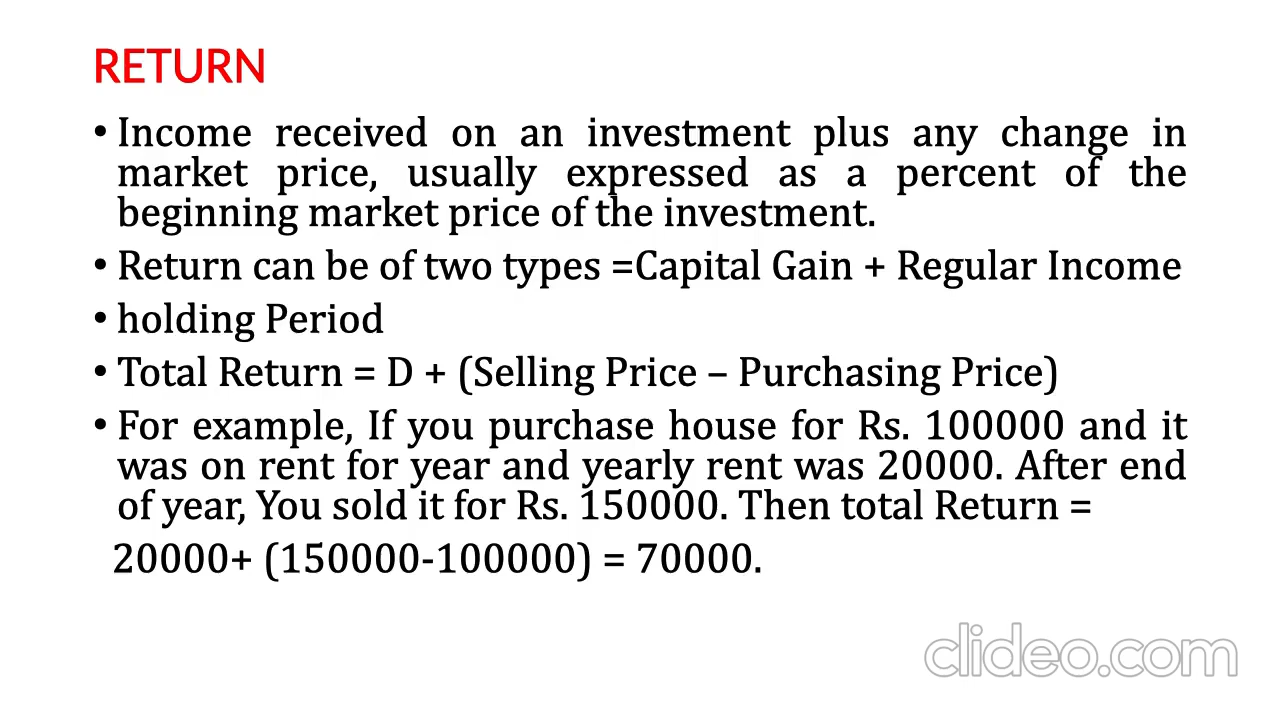 RETURN
• Income received on an investment plus any change in
market price, usually expressed as a percent of the
beginning market price of the investment.
• Return can be of two types =Capital Gain + Regular Income
• holding Period
• Total Return = D + (Selling Price – Purchasing Price)
• For example, If you purchase house for Rs. 100000 and it
was on rent for year and yearly rent was 20000. After end
of year, You sold it for Rs. 150000. Then total Return =
20000+ (150000-100000) = 70000.
clideo.com